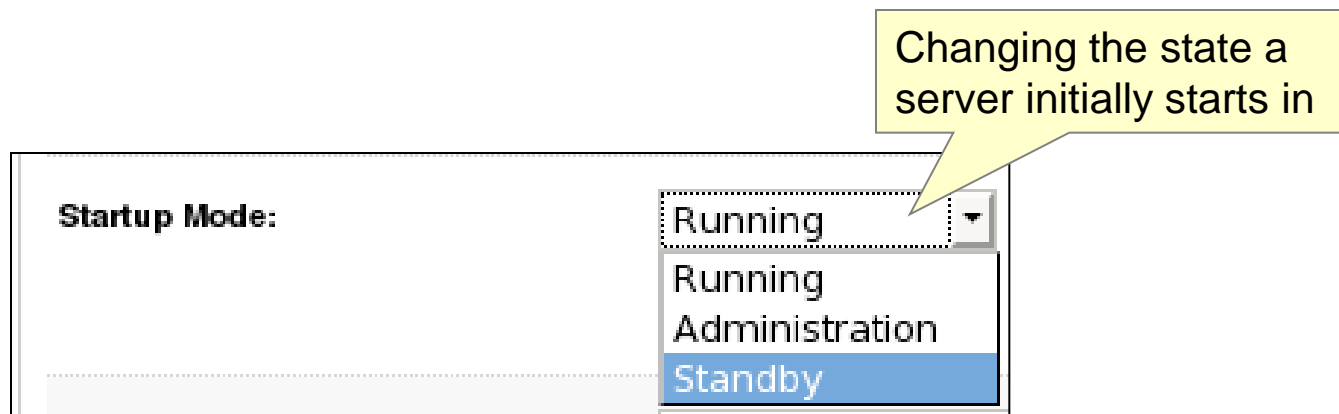 Changing the state a
server initially starts in
Startup Mode:
Running
Running
Administration
Standby